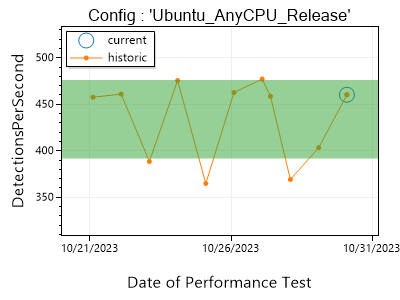 Config : 'Ubuntu_AnyCPU_Release'
current
historic
DetectionsPerSecond
500
450
400
350
10/21/2023
10/26/2023
10/31/2023
Date of Performance Test